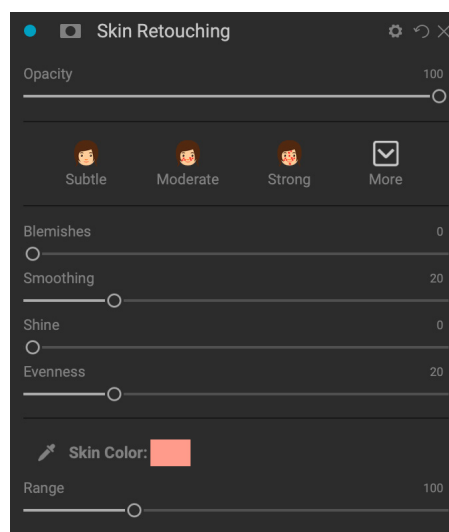 Skin Retouching
Opacity 100
Subtle Moderate Strong More
Blemishes 0
Smoothing 20
Shine 0
Evenness 20
Skin Color:
Range 100